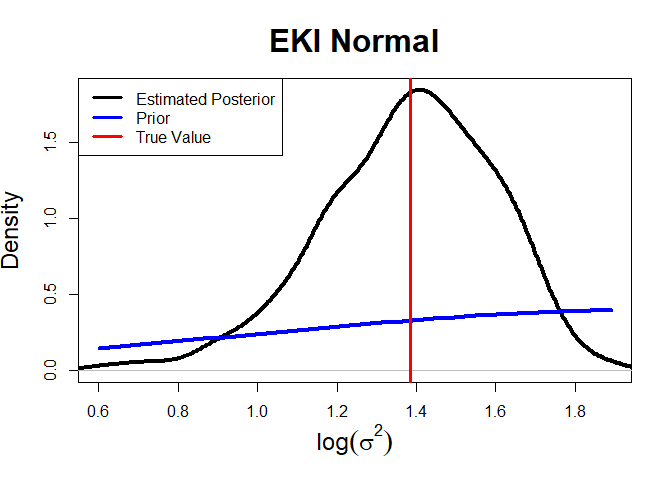 EKI Normal
Estimated Posterior
Prior
True Value
Density
0.0
0.5
1.0
1.5
0.6
0.8
1.0
1.2
1.4
1.6
1.8
log(σ²)